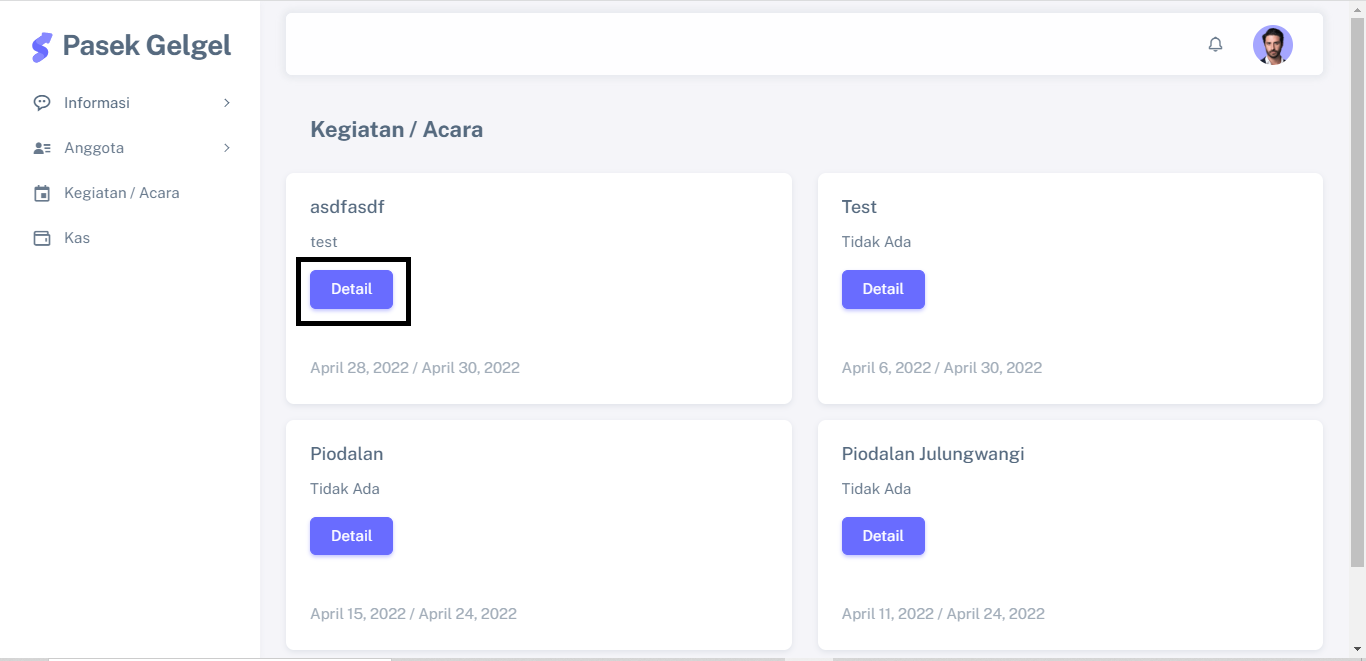 Pasek Gelgel
Informasi
Anggota
Kegiatan / Acara
Kas
Kegiatan / Acara
asdfasdf
test
Detail
April 28, 2022 / April 30, 2022
Test
Tidak Ada
Detail
April 6, 2022 / April 30, 2022
Piodalan
Tidak Ada
Detail
April 15, 2022 / April 24, 2022
Piodalan Julungwangi
Tidak Ada
Detail
April 11, 2022 / April 24, 2022